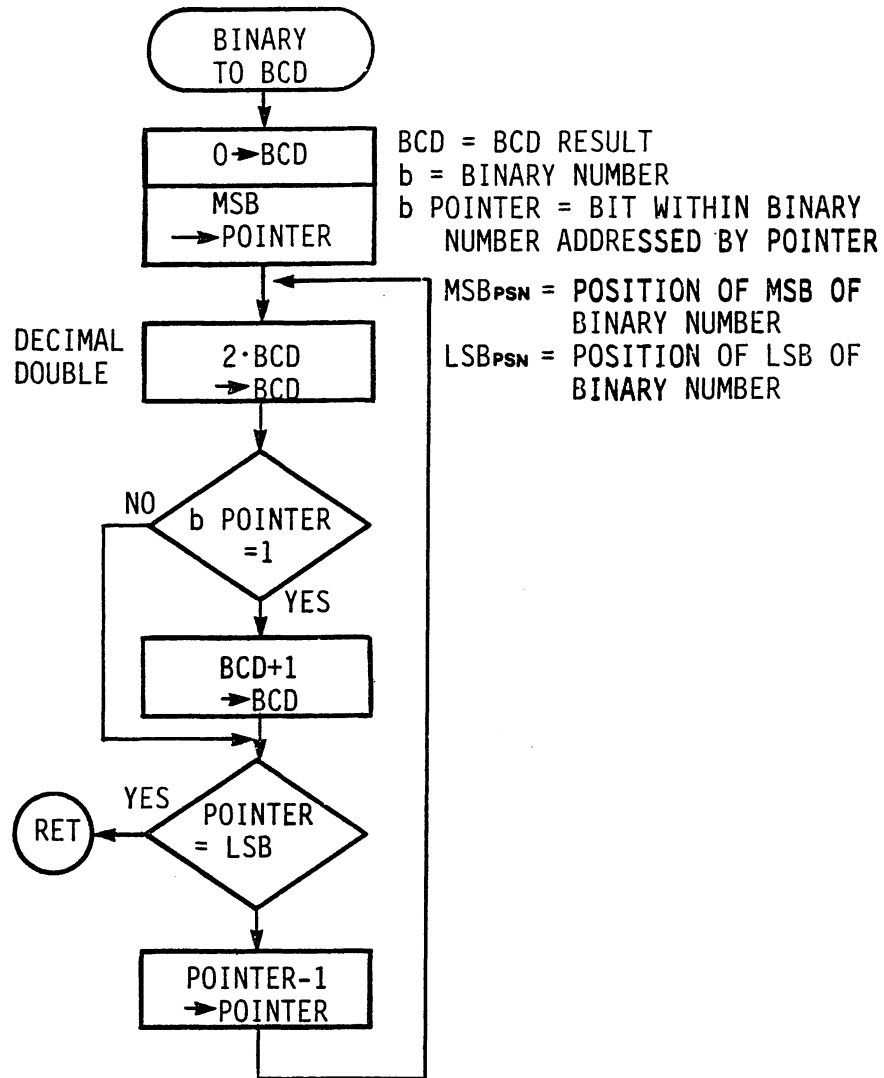 BINARY
TO BCD
0→BCD
MSB
→POINTER
BCD = BCD RESULT
b = BINARY NUMBER
b POINTER = BIT WITHIN BINARY
NUMBER ADDRESSED BY POINTER
MSBPSN = POSITION OF MSB OF
BINARY NUMBER
LSBPSN = POSITION OF LSB OF
BINARY NUMBER
DECIMAL
DOUBLE
2·BCD
→BCD
NO
b POINTER
=1
YES
BCD+1
→BCD
YES
POINTER
= LSB
RET
POINTER-1
→POINTER